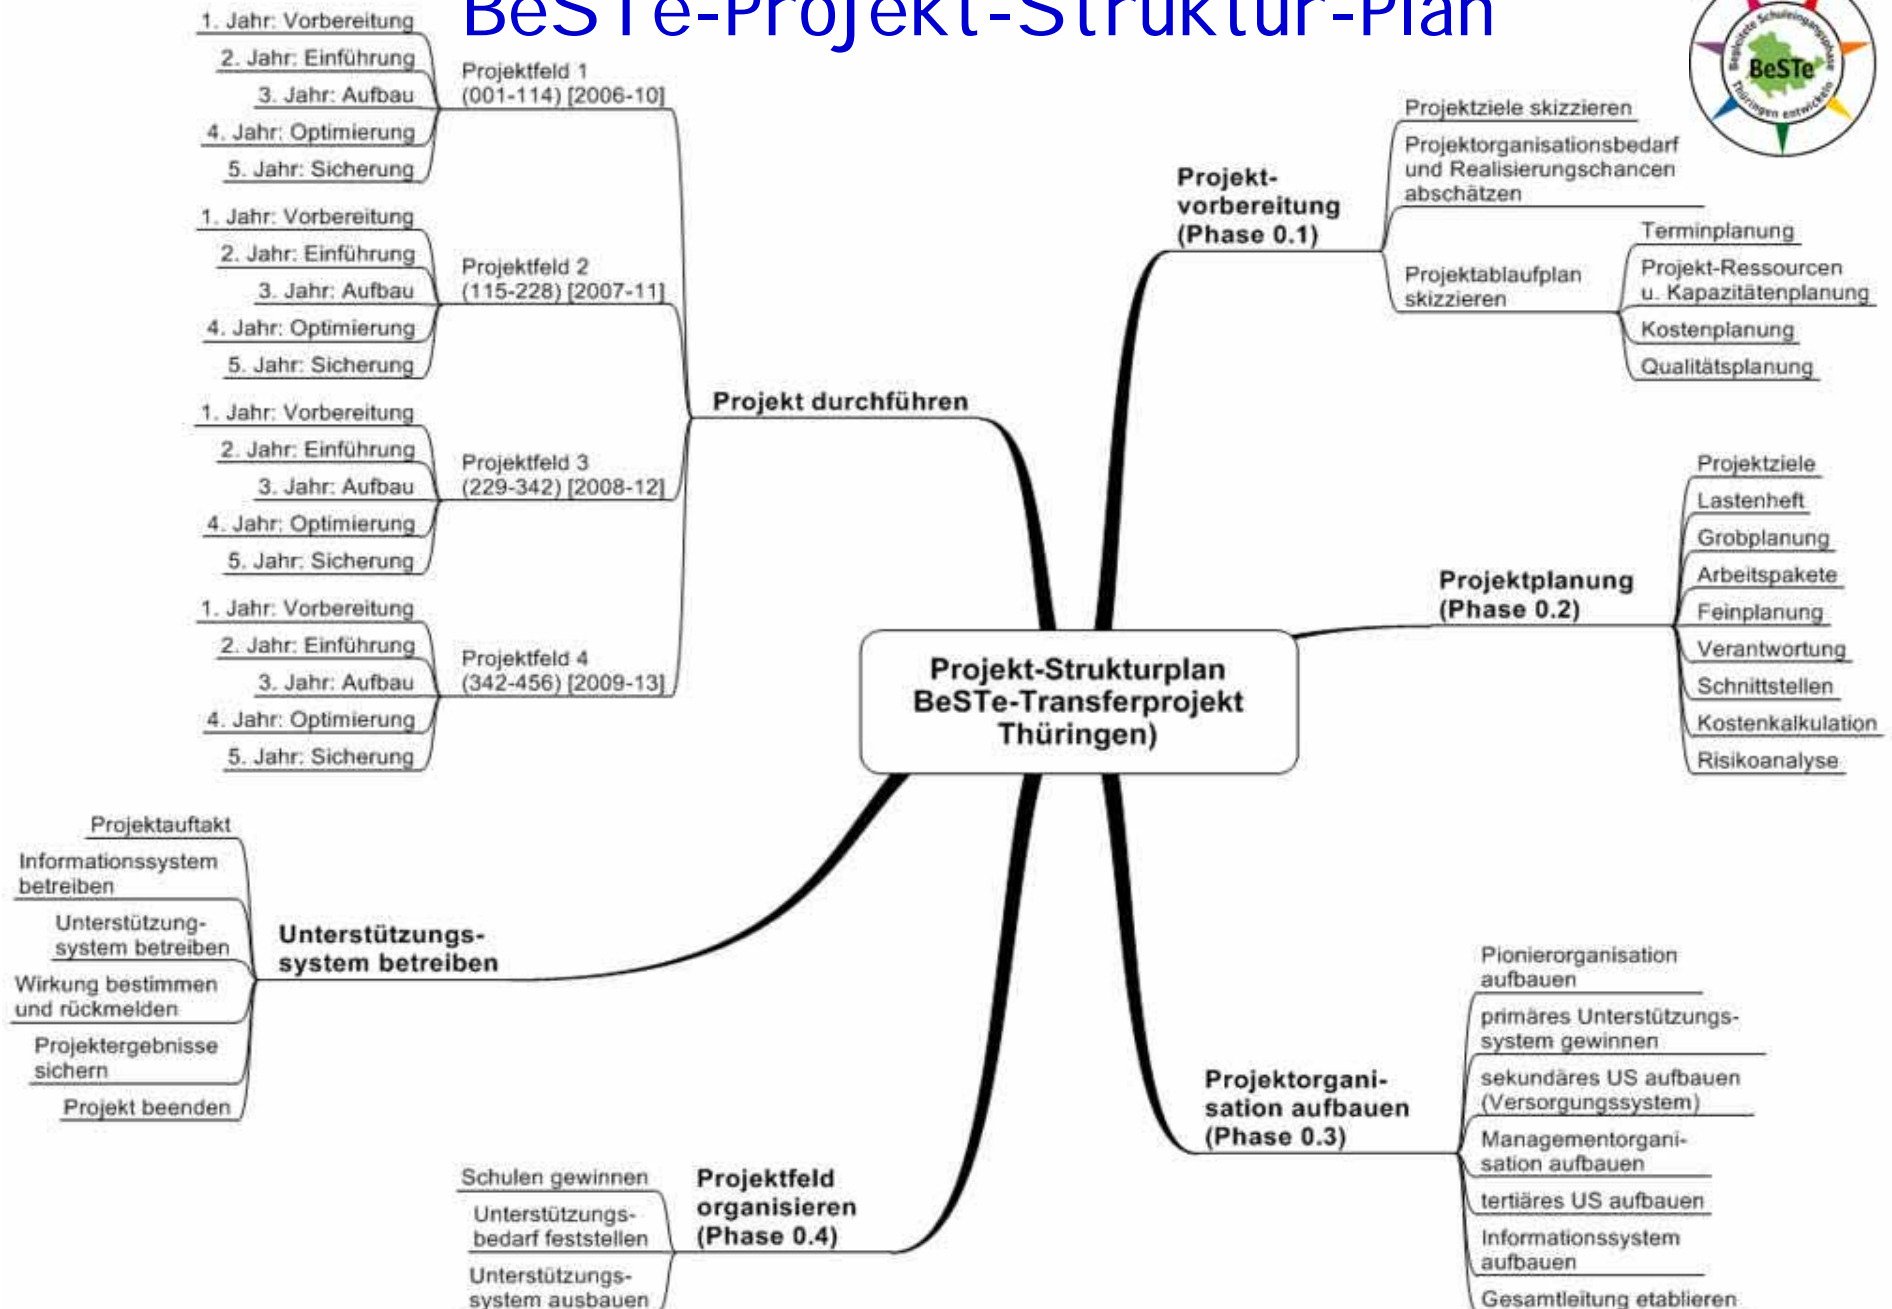 BeSTe-Projekt-Struktur-Plan
Begleitete Schuleingangsphase
BeSTe
Thüringen entwickeln
1. Jahr: Vorbereitung
2. Jahr: Einführung
3. Jahr: Aufbau
4. Jahr: Optimierung
5. Jahr: Sicherung
Projektfeld 1
(001-114) [2006-10]
1. Jahr: Vorbereitung
2. Jahr: Einführung
3. Jahr: Aufbau
4. Jahr: Optimierung
5. Jahr: Sicherung
Projektfeld 2
(115-228) [2007-11]
1. Jahr: Vorbereitung
2. Jahr: Einführung
3. Jahr: Aufbau
4. Jahr: Optimierung
5. Jahr: Sicherung
Projektfeld 3
(229-342) [2008-12]
1. Jahr: Vorbereitung
2. Jahr: Einführung
3. Jahr: Aufbau
4. Jahr: Optimierung
5. Jahr: Sicherung
Projektfeld 4
(342-456) [2009-13]
Projekt durchführen
Projekt-
vorbereitung
(Phase 0.1)
Projektziele skizzieren
Projektorganisationsbedarf
und Realisierungschancen
abschätzen
Projektablaufplan
skizzieren
Terminplanung
Projekt-Ressourcen
u. Kapazitätenplanung
Kostenplanung
Qualitätsplanung
Projektplanung
(Phase 0.2)
Projektziele
Lastenheft
Grobplanung
Arbeitspakete
Feinplanung
Verantwortung
Schnittstellen
Kostenkalkulation
Risikoanalyse
Projekt-Strukturplan
BeSTe-Transferprojekt
Thüringen)
Projektauftakt
Informationssystem
betreiben
Unterstützung-
system betreiben
Wirkung bestimmen
und rückmelden
Projektergebnisse
sichern
Projekt beenden
Unterstützungs-
system betreiben
Schulen gewinnen
Unterstützungs-
bedarf feststellen
Unterstützungs-
system ausbauen
Projektfeld
organisieren
(Phase 0.4)
Projektorgani-
sation aufbauen
(Phase 0.3)
Pionierorganisation
aufbauen
primäres Unterstützungs-
system gewinnen
sekundäres US aufbauen
(Versorgungssystem)
Managementorgani-
sation aufbauen
tertiäres US aufbauen
Informationssystem
aufbauen
Gesamtleitung etablieren